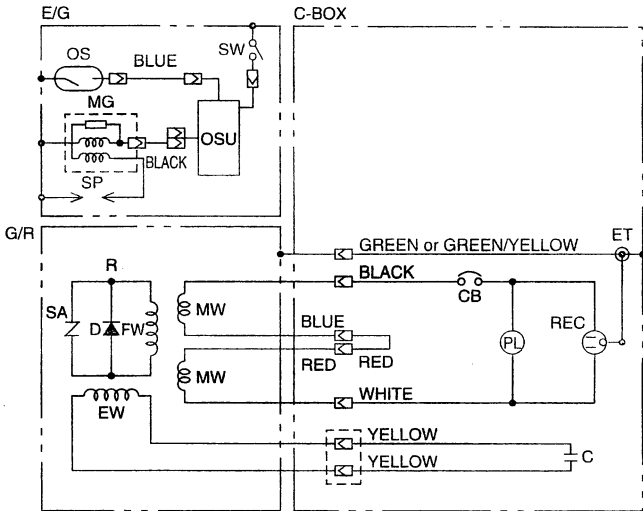 E/G
C-BOX
OS
BLUE
SW
MG
OSU
BLACK
SP
G/R
GREEN or GREEN/YELLOW
ET
R
BLACK
CB
SA
D
FW
MW
BLUE
PL
REC
RED
RED
MW
WHITE
EW
YELLOW
YELLOW
C